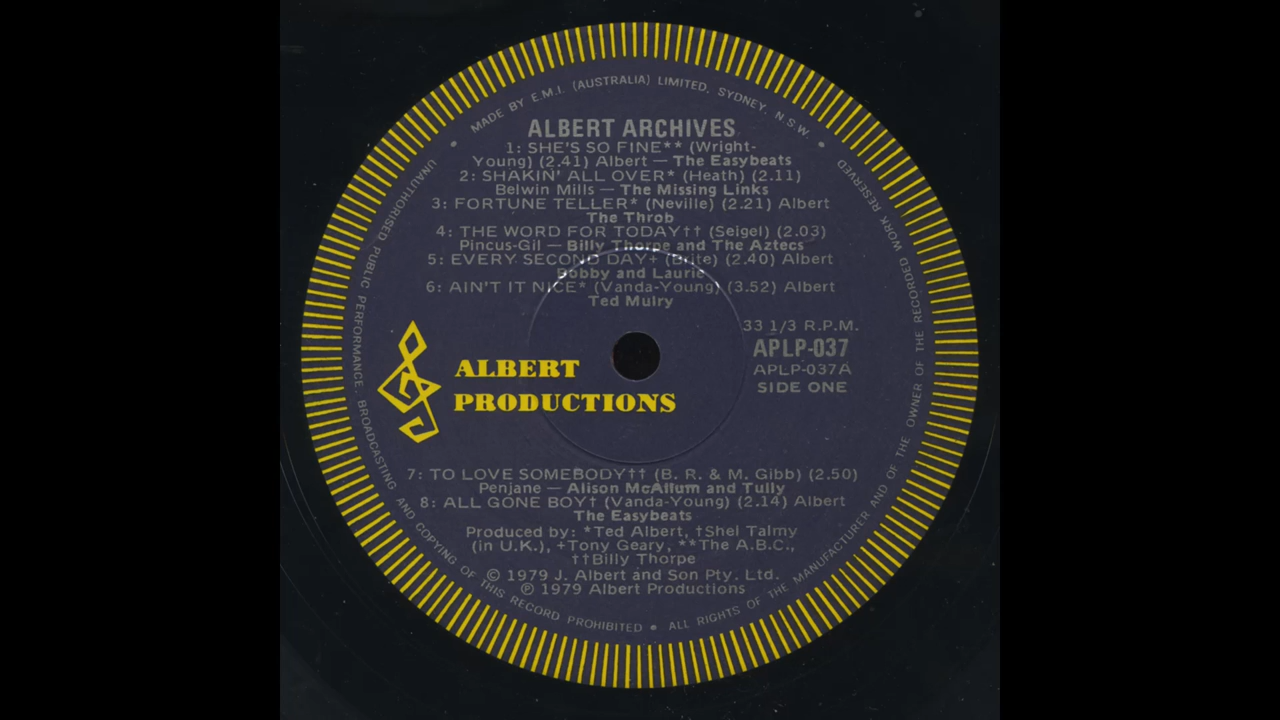 MADE BY E.M.I. (AUSTRALIA) LIMITED, SYDNEY, N.S.W.
ALBERT ARCHIVES
1: SHE'S SO FINE** (Wright-
Young) (2.41) Albert — The Easybeats
2: SHAKIN' ALL OVER* (Heath) (2.11)
Belwin Mills — The Missing Links
3: FORTUNE TELLER* (Neville) (2.21) Albert
The Throb
4: THE WORD FOR TODAY†† (Seigel) (2.03)
Pincus-Gil — Billy Thorpe and The Aztecs
5: EVERY SECOND DAY+ (Brite) (2.40) Albert
Bobby and Laurie
6: AIN'T IT NICE* (Vanda-Young) (3.52) Albert
Ted Mulry
33 1/3 R.P.M.
APLP-037
APLP-037A
SIDE ONE
ALBERT
PRODUCTIONS
7: TO LOVE SOMEBODY†† (B. R. & M. Gibb) (2.50)
Penjane — Alison McAllum and Tully
8: ALL GONE BOY† (Vanda-Young) (2.14) Albert
The Easybeats
Produced by: *Ted Albert, †Shel Talmy
(in U.K.), +Tony Geary, **The A.B.C.,
††Billy Thorpe
© 1979 J. Albert and Son Pty. Ltd.
℗ 1979 Albert Productions
UNAUTHORISED PUBLIC PERFORMANCE, BROADCASTING AND COPYING OF THIS RECORD PROHIBITED • ALL RIGHTS OF THE MANUFACTURER AND OF THE OWNER OF THE RECORDED WORK RESERVED